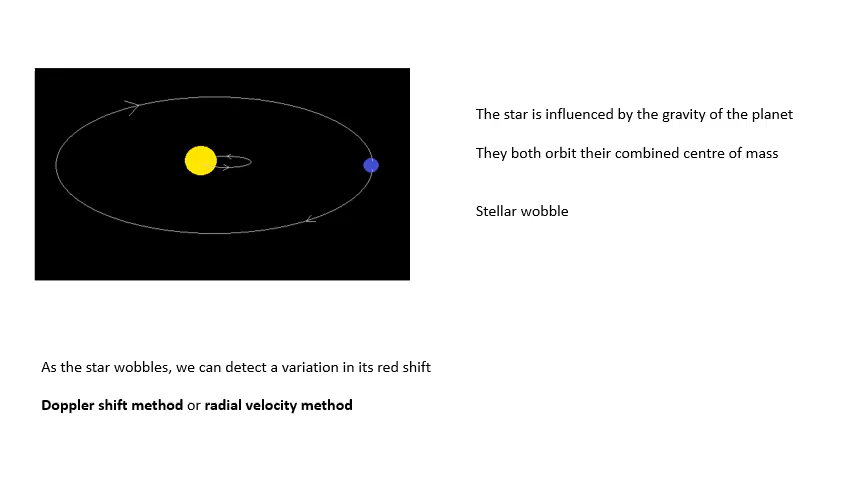 The star is influenced by the gravity of the planet
They both orbit their combined centre of mass
Stellar wobble
As the star wobbles, we can detect a variation in its red shift
Doppler shift method or radial velocity method